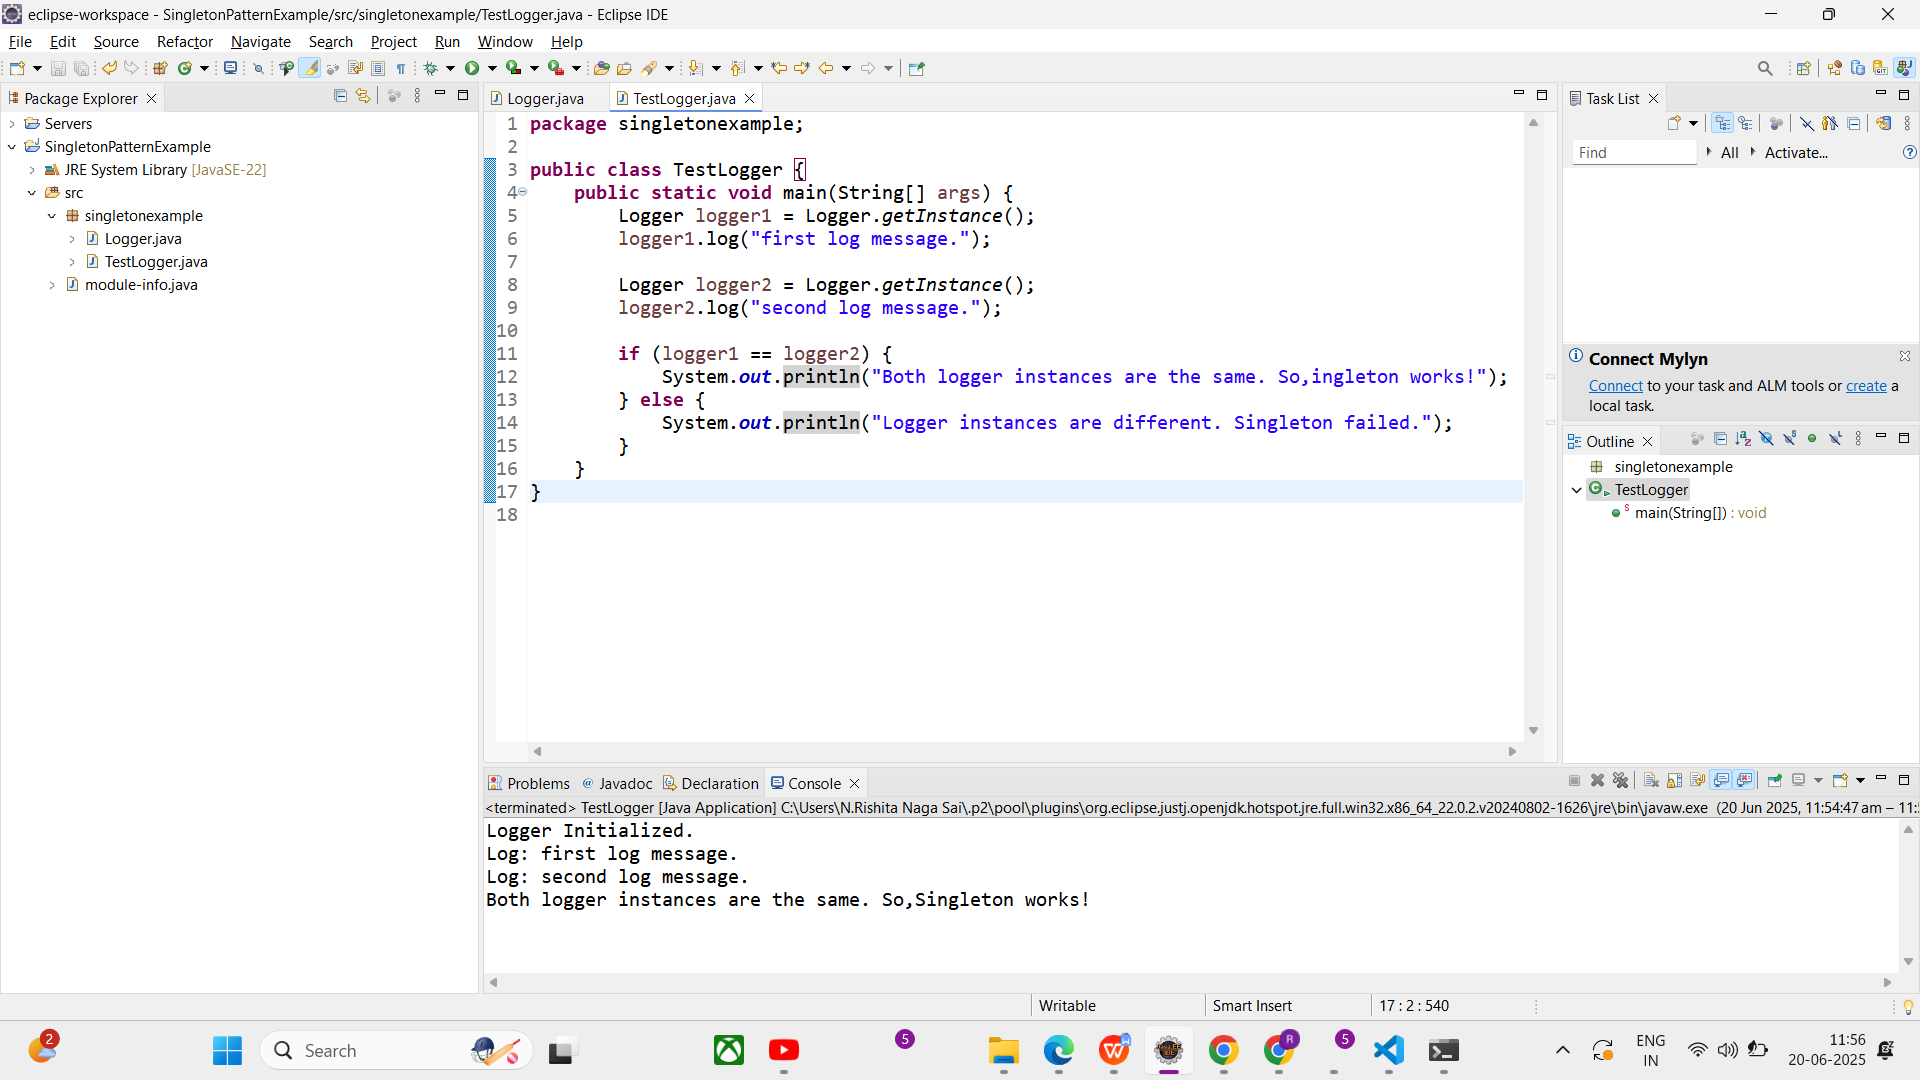 eclipse-workspace - SingletonPatternExample/src/singletonexample/TestLogger.java - Eclipse IDE
File Edit Source Refactor Navigate Search Project Run Window Help
Package Explorer
Servers
SingletonPatternExample
JRE System Library [JavaSE-22]
src
singletonexample
Logger.java
TestLogger.java
module-info.java
Logger.java TestLogger.java
1 package singletonexample;
2
3 public class TestLogger {
4 public static void main(String[] args) {
5 Logger logger1 = Logger.getInstance();
6 logger1.log("first log message.");
7
8 Logger logger2 = Logger.getInstance();
9 logger2.log("second log message.");
10
11 if (logger1 == logger2) {
12 System.out.println("Both logger instances are the same. So,ingleton works!");
13 } else {
14 System.out.println("Logger instances are different. Singleton failed.");
15 }
16 }
17 }
18
Task List
Find All Activate...
Connect Mylyn
Connect to your task and ALM tools or create a
local task.
Outline
singletonexample
TestLogger
main(String[]) : void
Problems Javadoc Declaration Console
<terminated> TestLogger [Java Application] C:\Users\N.Rishita Naga Sai\.p2\pool\plugins\org.eclipse.justj.openjdk.hotspot.jre.full.win32.x86_64_22.0.2.v20240802-1626\jre\bin\javaw.exe (20 Jun 2025, 11:54:47 am – 11:
Logger Initialized.
Log: first log message.
Log: second log message.
Both logger instances are the same. So,Singleton works!
Writable Smart Insert 17 : 2 : 540
2
Search
5
R
5
ENG
IN
11:56
20-06-2025